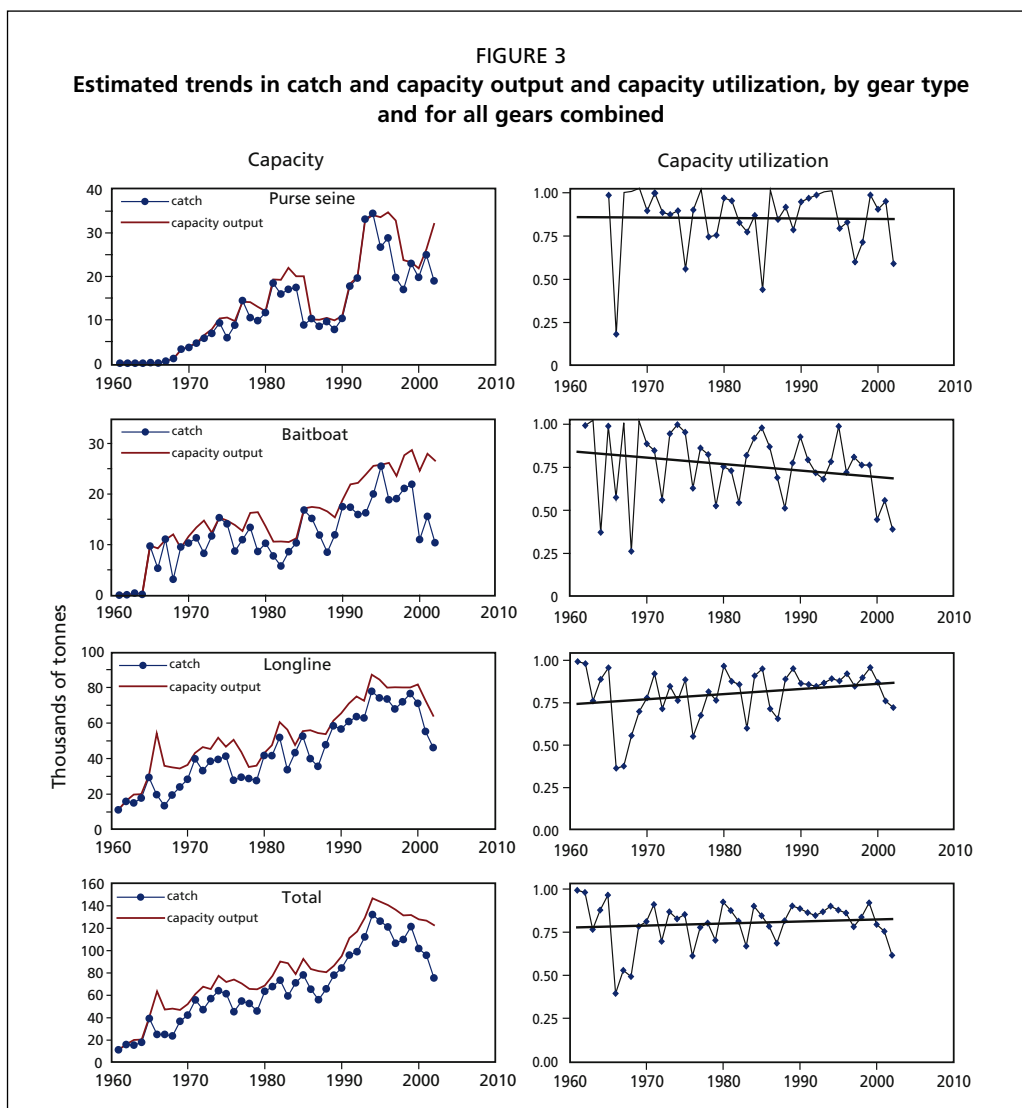 FIGURE 3
Estimated trends in catch and capacity output and capacity utilization, by gear type
and for all gears combined
Capacity
Capacity utilization
Thousands of tonnes
40
30
20
10
0
catch
capacity output
Purse seine
1960 1970 1980 1990 2000 2010
1.00
0.75
0.50
0.25
0
1960 1970 1980 1990 2000 2010
30
20
10
0
catch
capacity output
Baitboat
1960 1970 1980 1990 2000 2010
1.00
0.75
0.50
0.25
0
1960 1970 1980 1990 2000 2010
100
80
60
40
20
0
catch
capacity output
Longline
1960 1970 1980 1990 2000 2010
1.00
0.75
0.50
0.25
0.00
1960 1970 1980 1990 2000 2010
160
140
120
100
80
60
40
20
0
catch
capacity output
Total
1960 1970 1980 1990 2000 2010
1.00
0.75
0.50
0.25
0.00
1960 1970 1980 1990 2000 2010